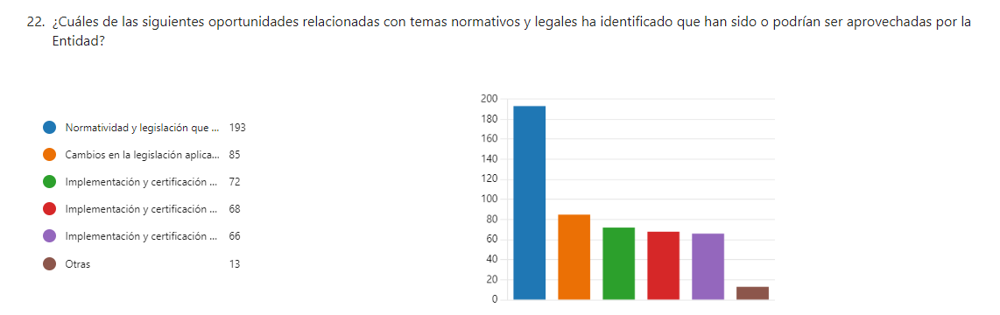 22. ¿Cuáles de las siguientes oportunidades relacionadas con temas normativos y legales ha identificado que han sido o podrían ser aprovechadas por la
Entidad?
Normatividad y legislación que ... 193
Cambios en la legislación aplica... 85
Implementación y certificación ... 72
Implementación y certificación ... 68
Implementación y certificación ... 66
Otras 13
200
180
160
140
120
100
80
60
40
20
0